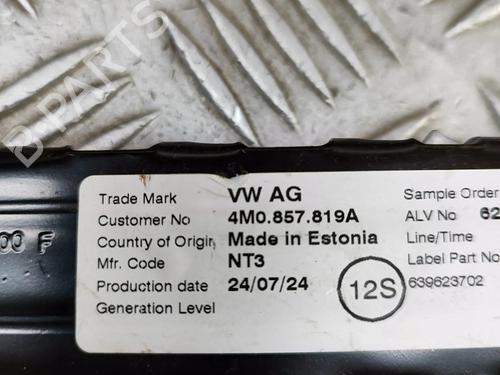 Trade Mark VW AG Sample Order
Customer No 4M0.857.819A ALV No 62
Country of Origin Made in Estonia Line/Time
Mfr. Code NT3 Label Part No
Production date 24/07/24 12S 639623702
Generation Level
00 F